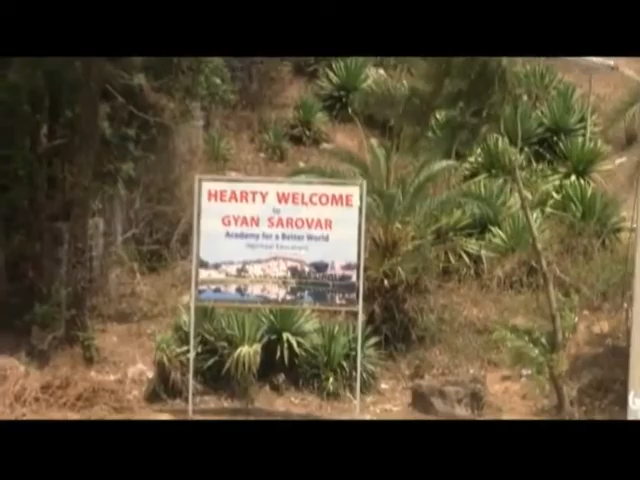 HEARTY WELCOME
to
GYAN SAROVAR
Academy for a Better World